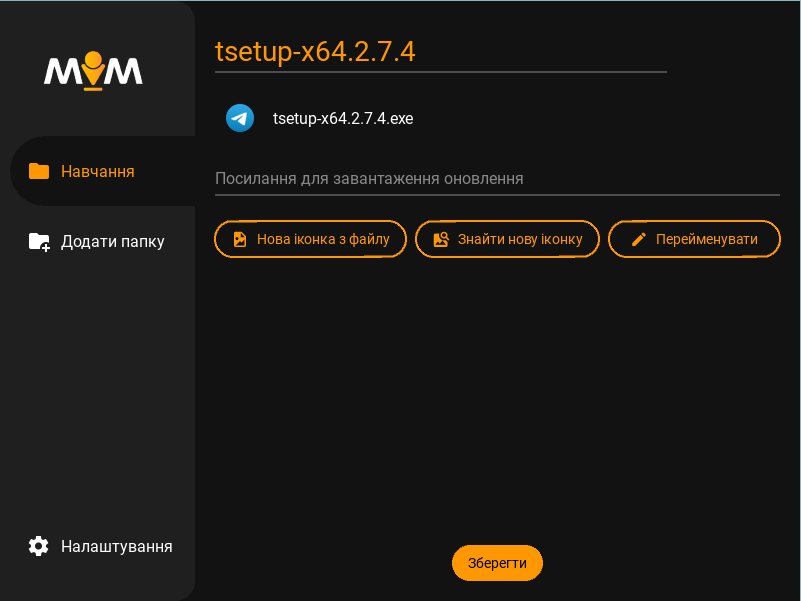 MVM
Навчання
Додати папку
Налаштування
tsetup-x64.2.7.4
tsetup-x64.2.7.4.exe
Посилання для завантаження оновлення
Нова іконка з файлу
Знайти нову іконку
Перейменувати
Зберегти